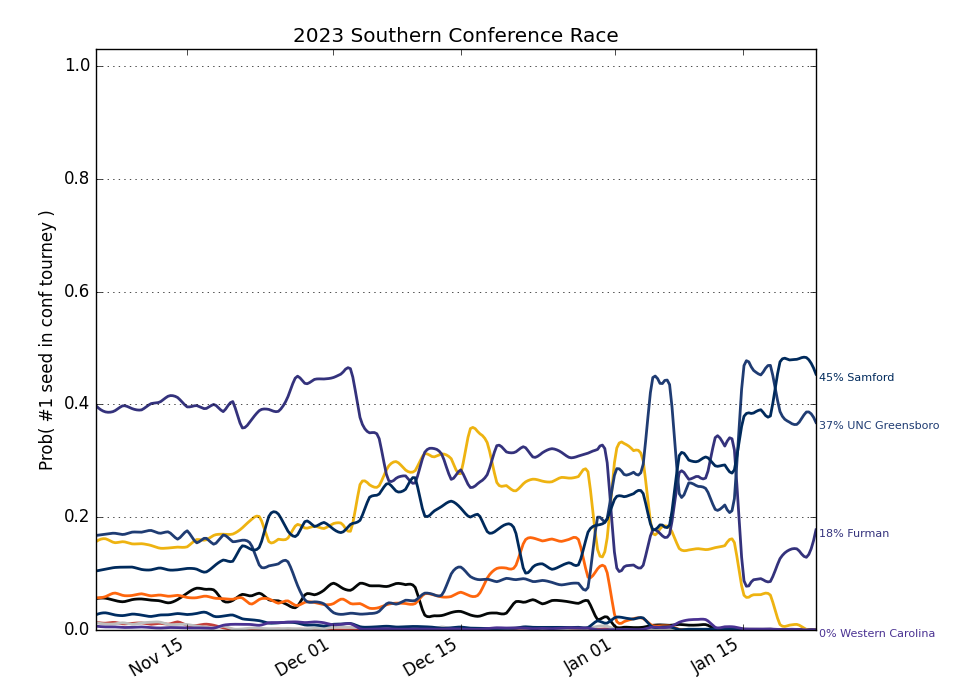 2023 Southern Conference Race
Prob( #1 seed in conf tourney )
1.0
0.8
0.6
0.4
0.2
0.0
Nov 15
Dec 01
Dec 15
Jan 01
Jan 15
45% Samford
37% UNC Greensboro
18% Furman
0% Western Carolina